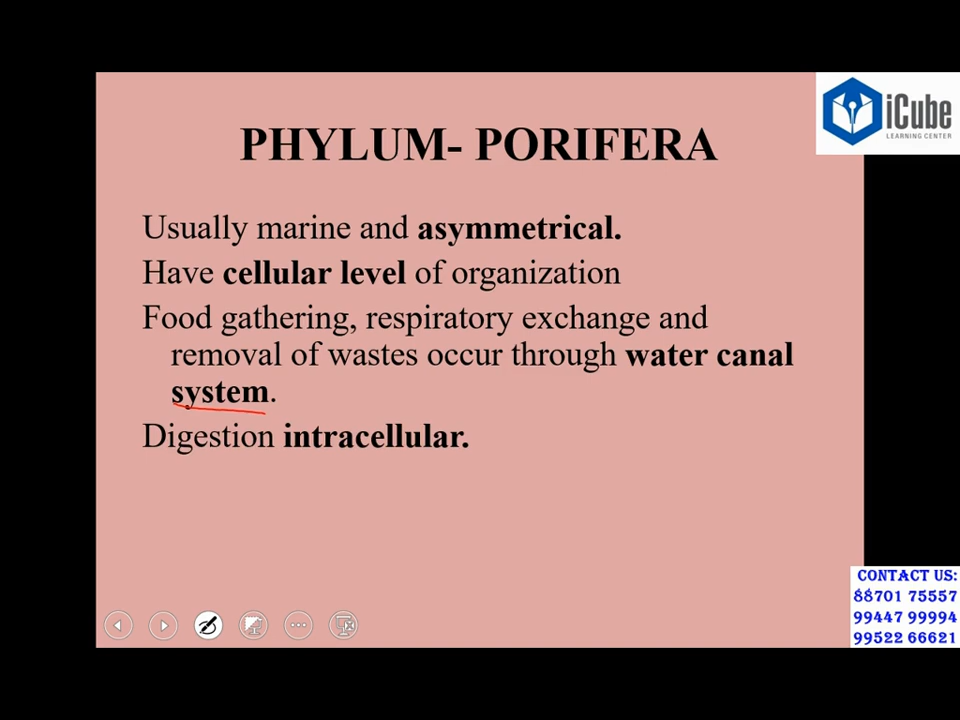 iCube
LEARNING CENTER
PHYLUM- PORIFERA
Usually marine and asymmetrical.
Have cellular level of organization
Food gathering, respiratory exchange and
removal of wastes occur through water canal
system.
Digestion intracellular.
CONTACT US:
88701 75557
99447 99994
99522 66621